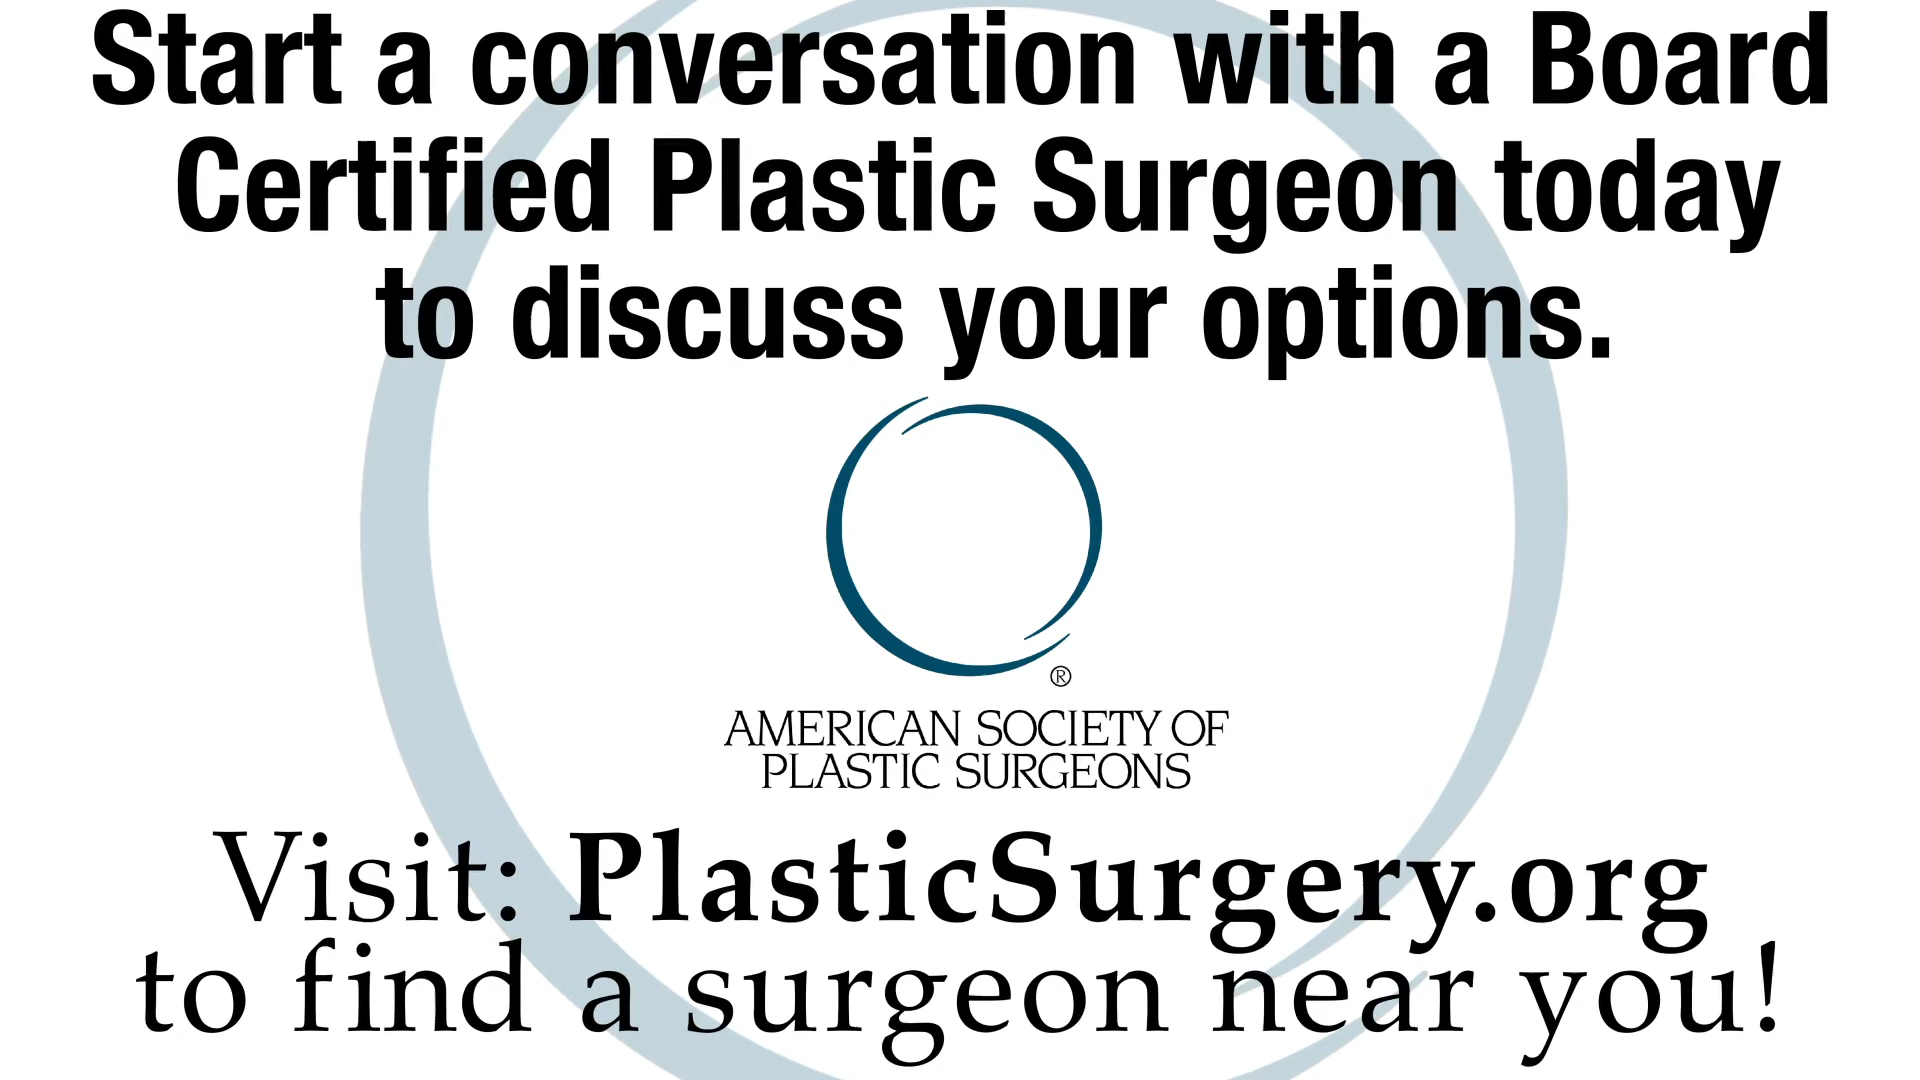 Start a conversation with a Board
Certified Plastic Surgeon today
to discuss your options.
®
AMERICAN SOCIETY OF
PLASTIC SURGEONS
Visit: PlasticSurgery.org
to find a surgeon near you!